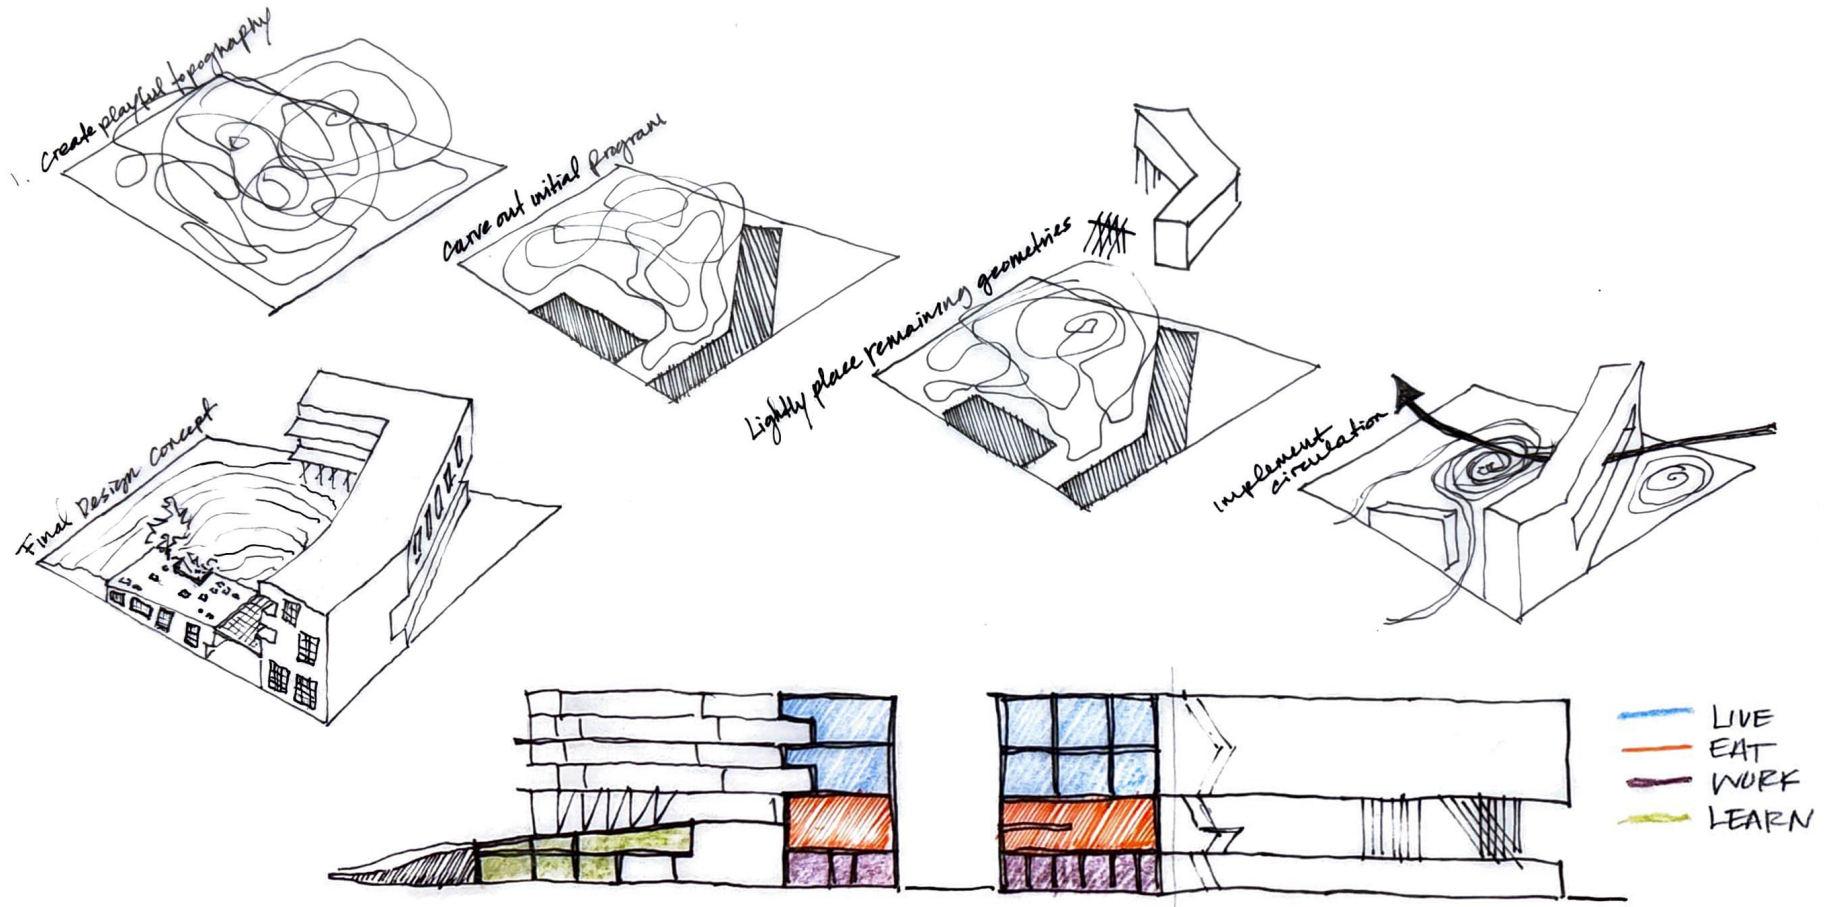 1. Create playful topography
Carve out initial program
Lightly place remaining geometries
Implement
circulation
Final Design Concept
LIVE
EAT
WORK
LEARN